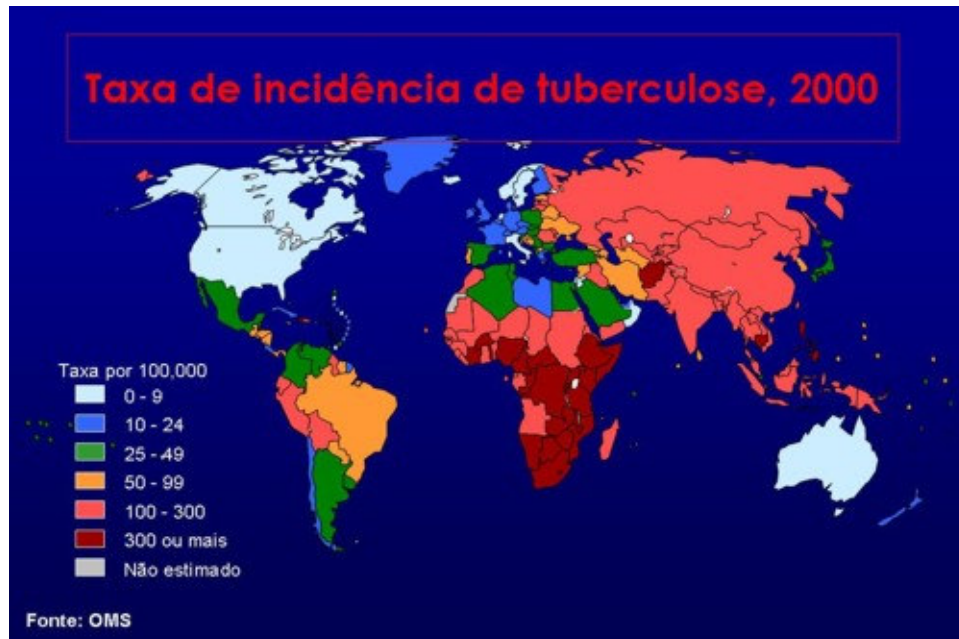 Taxa de incidência de tuberculose, 2000
Taxa por 100,000
0 - 9
10 - 24
25 - 49
50 - 99
100 - 300
300 ou mais
Não estimado
Fonte: OMS